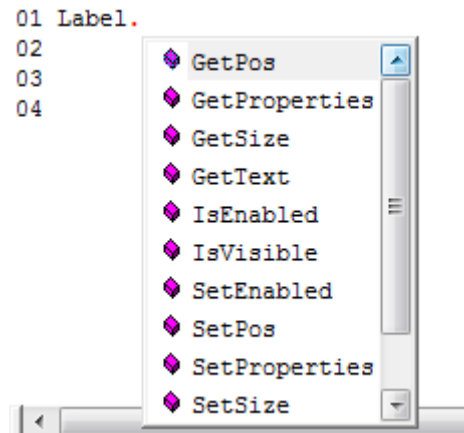 01 Label.
02
03
04
GetPos
GetProperties
GetSize
GetText
IsEnabled
IsVisible
SetEnabled
SetPos
SetProperties
SetSize